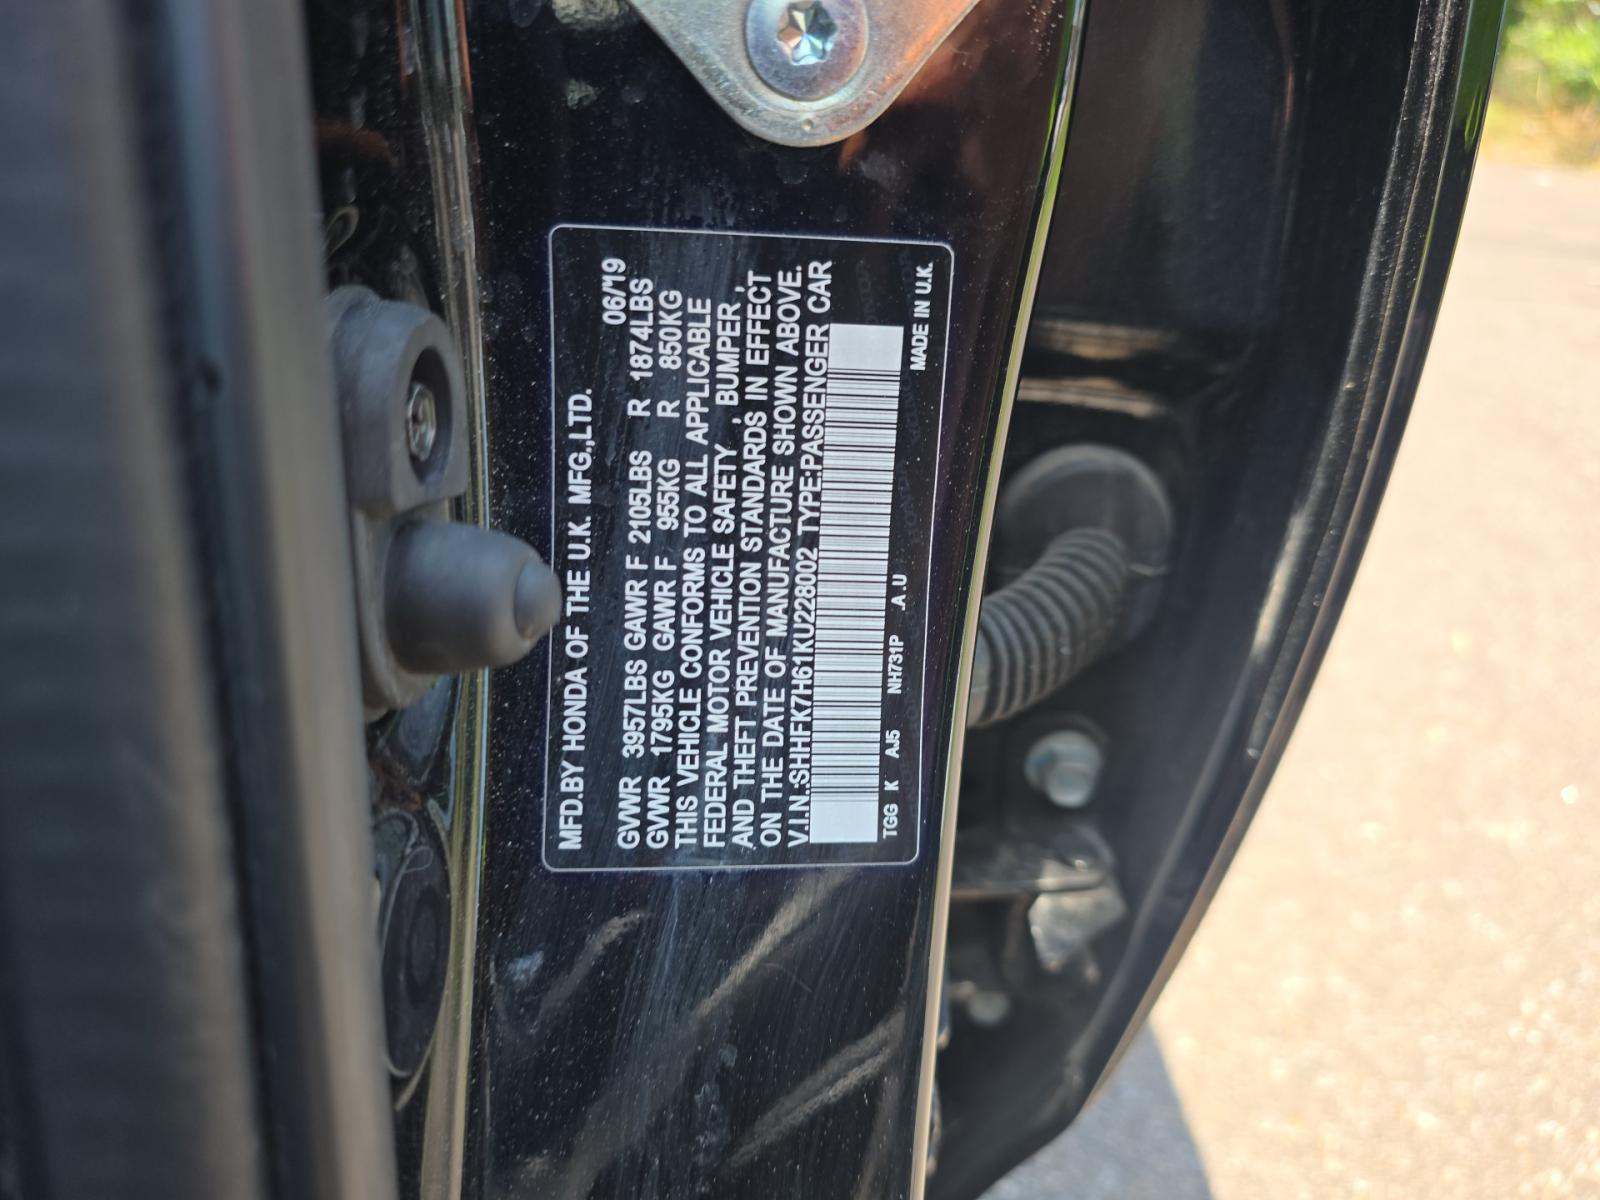 MFD.BY HONDA OF THE U.K. MFG.,LTD.
06/'19
GVWR 3957LBS GAWR F 2105LBS R 1874LBS
GVWR 1795KG GAWR F 955KG R 850KG
THIS VEHICLE CONFORMS TO ALL APPLICABLE
FEDERAL MOTOR VEHICLE SAFETY , BUMPER ,
AND THEFT PREVENTION STANDARDS IN EFFECT
ON THE DATE OF MANUFACTURE SHOWN ABOVE.
V.I.N.:SHHFK7H61KU228002 TYPE:PASSENGER CAR
TGG K AJ5 NH731P .A.U
MADE IN U.K.